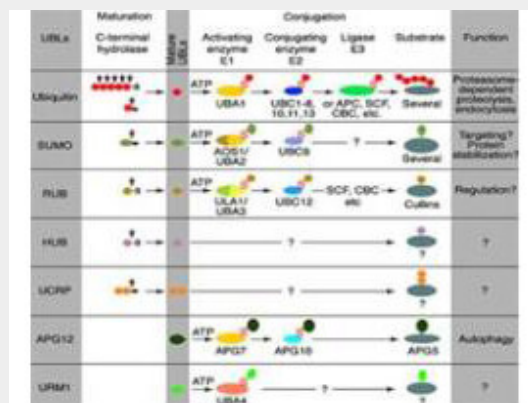 Maturation
Conjugation
UBLs
C-terminal hydrolase
Mature UBLs
Activating enzyme E1
Conjugating enzyme E2
Ligase E3
Substrate
Function
Ubiquitin
ATP
UBA1
UBC1-8, 10,11,13
or APC, SCF, CBC, etc.
Several
Proteasome-dependent proteolysis, endocytosis
SUMO
ATP
AOS1/ UBA2
UBC9
?
Several
Targeting? Protein stabilization?
RUB
ATP
ULA1/ UBA3
UBC12
SCF, CBC etc
Cullins
Regulation?
HUB
?
?
?
UCRP
?
?
?
APG12
ATP
APG7
APG10
APG5
Autophagy
URM1
ATP
UBA4
?
?
?